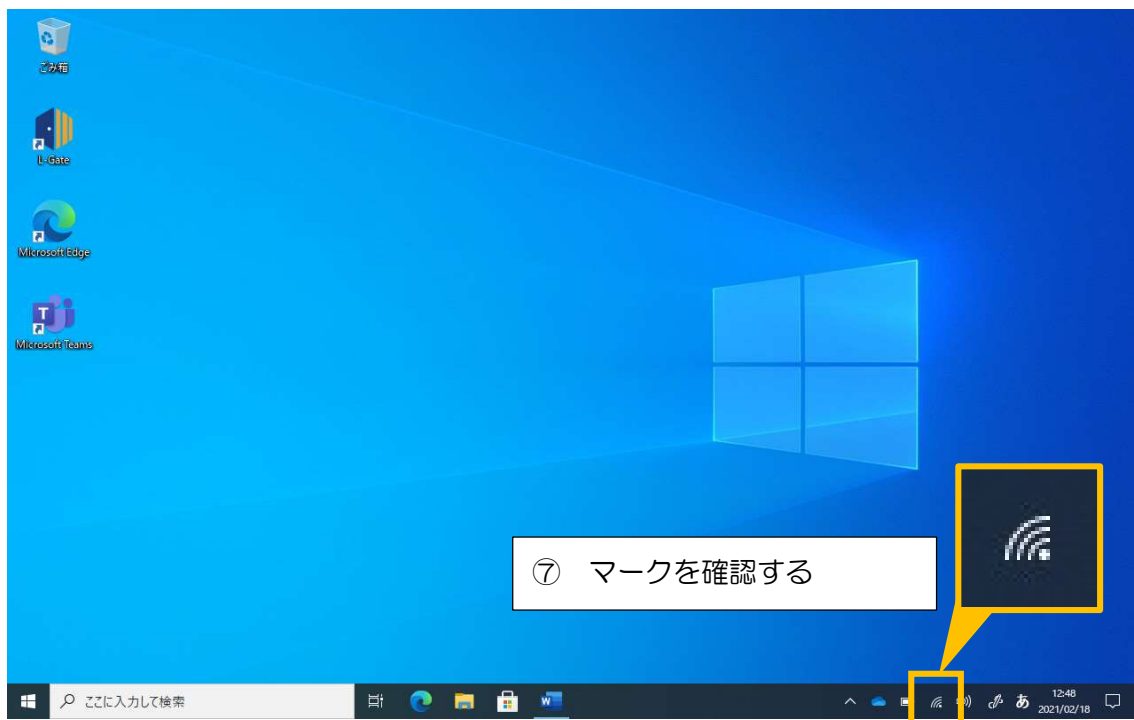 ごみ箱
L-Gate
Microsoft Edge
T
Microsoft Teams
⑦ マークを確認する
ここに入力して検索
W
あ
12:48
2021/02/18